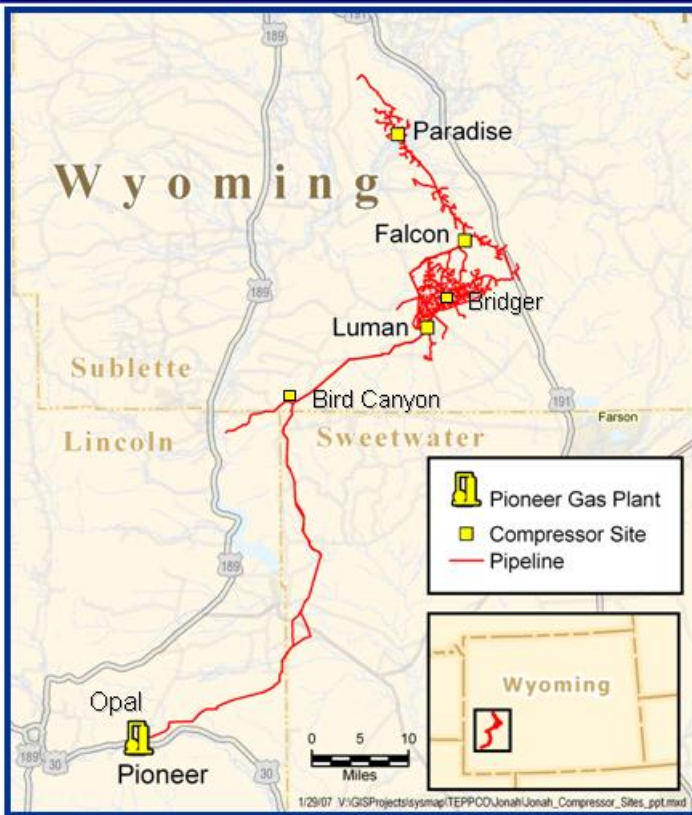 189
Paradise
Wyoming
Falcon
189
Bridger
Luman
Sublette
191
Bird Canyon
Farson
Lincoln
Sweetwater
Pioneer Gas Plant
Compressor Site
Pipeline
189
Wyoming
Opal
0 5 10
Miles
189
30
30
Pioneer
1/29/07 V:\GISProjects\sysmap\TEPPCO\Jonah\Jonah_Compressor_Sites_ppt.mxd